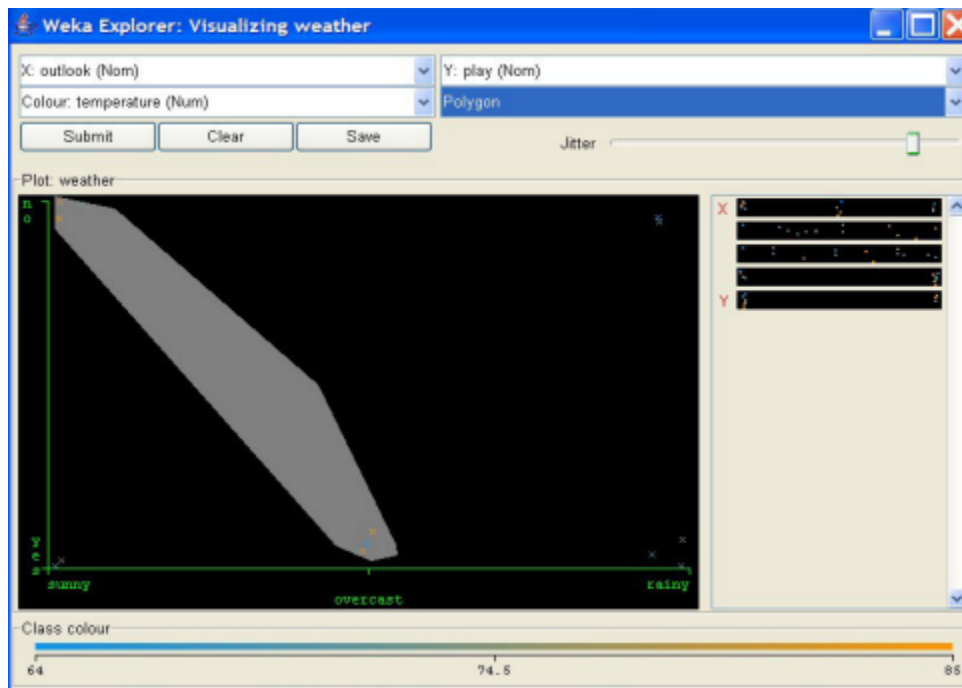 Weka Explorer: Visualizing weather
X: outlook (Nom)
Y: play (Nom)
Colour: temperature (Num)
Polygon
Submit
Clear
Save
Jitter
Plot: weather
no
yes
sunny
overcast
rainy
X
Y
Class colour
64
74.5
85